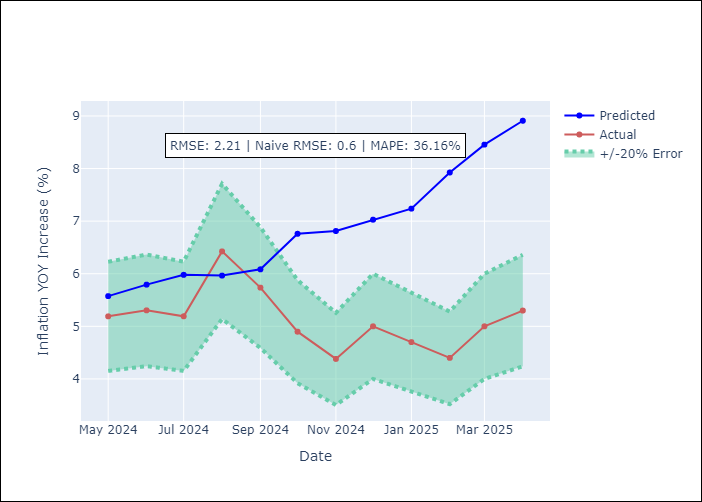 RMSE: 2.21 | Naive RMSE: 0.6 | MAPE: 36.16%
Predicted
Actual
+/-20% Error
Inflation YOY Increase (%)
9
8
7
6
5
4
May 2024
Jul 2024
Sep 2024
Nov 2024
Jan 2025
Mar 2025
Date